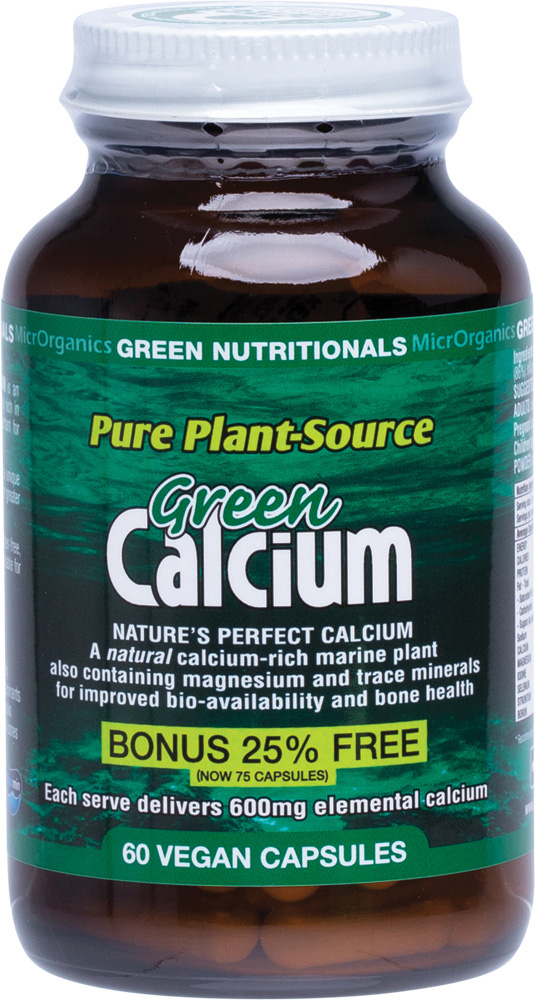 MicrOrganics GREEN NUTRITIONALS MicrOrganics
Pure Plant-Source
Green
Calcium
NATURE'S PERFECT CALCIUM
A natural calcium-rich marine plant
also containing magnesium and trace minerals
for improved bio-availability and bone health
BONUS 25% FREE
(NOW 75 CAPSULES)
Each serve delivers 600mg elemental calcium
60 VEGAN CAPSULES